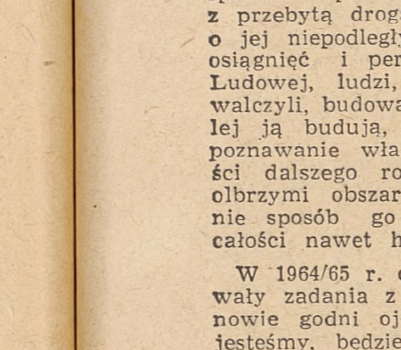 z przebytą drog
o jej niepodległy
osiągnięć i per
Ludowej, ludzi,
walczyli, budowa
lej ją budują,
poznawanie wła
ści dalszego ro
olbrzymi obszar
nie sposób go
całości nawet h
W 1964/65 r.
wały zadania z
nowie godni oj
jesteśmy, będzie